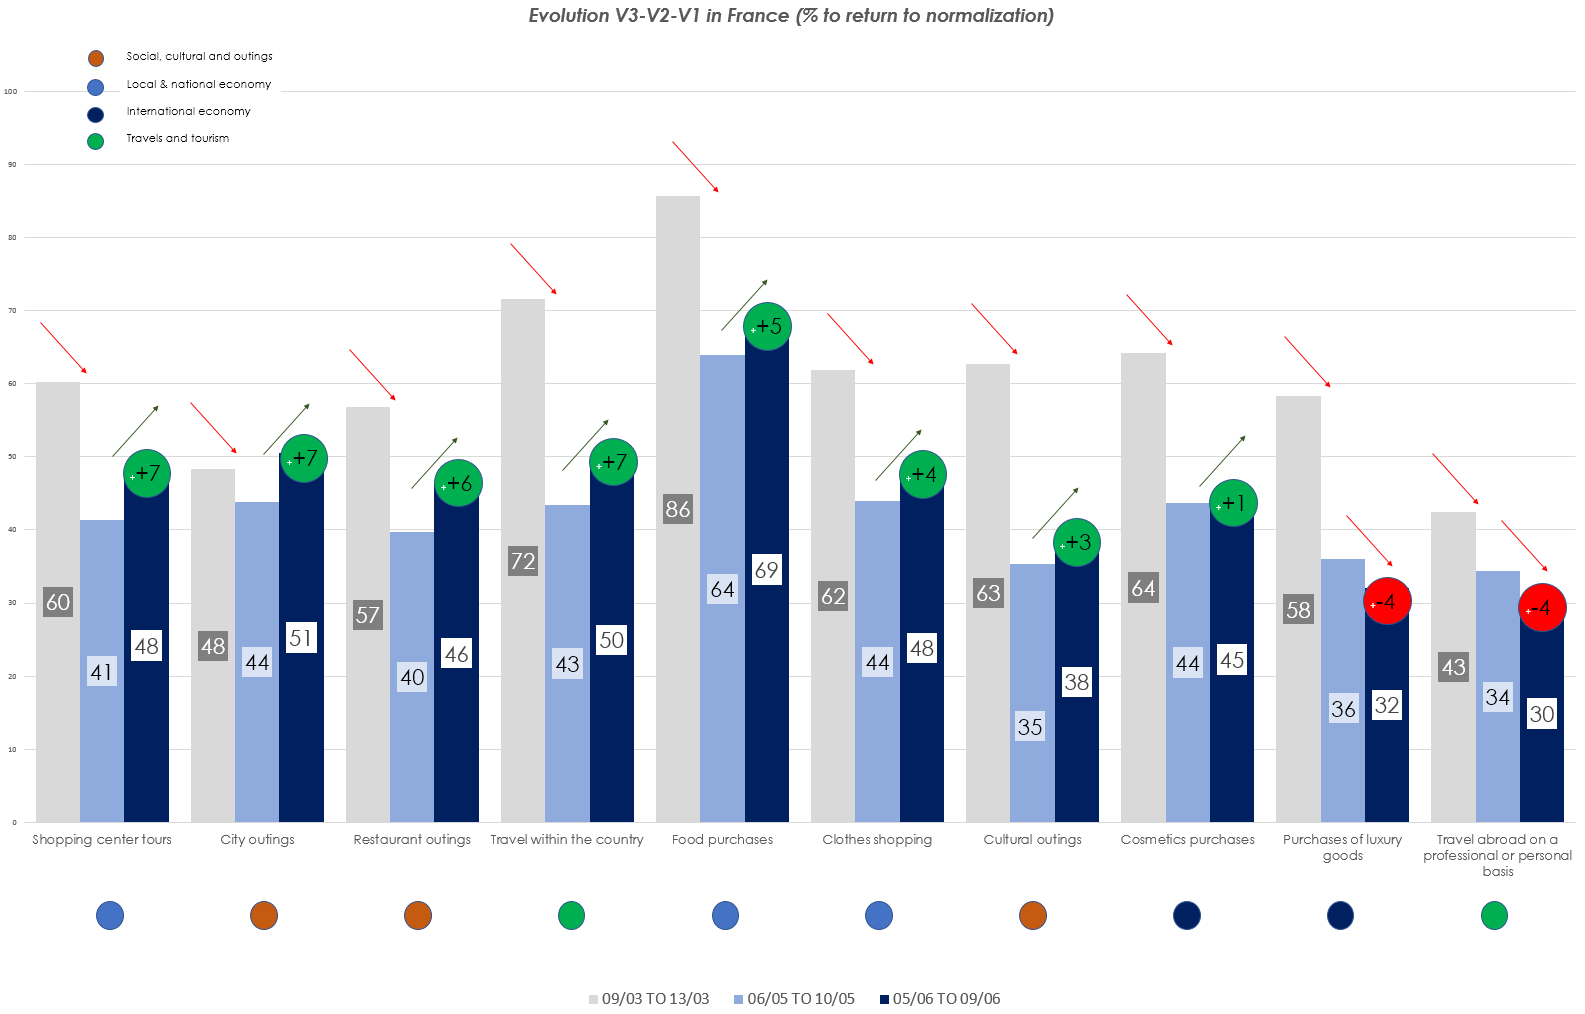 Evolution V3-V2-V1 in France (% to return to normalization)
Social, cultural and outings
Local & national economy
International economy
Travels and tourism
100
90
80
70
60
50
40
30
20
10
0
60
41
48
+7
48
44
51
+7
57
40
46
+6
72
43
50
+7
86
64
69
+5
62
44
48
+4
63
35
38
+3
64
44
45
+1
58
36
32
-4
43
34
30
-4
Shopping center tours
City outings
Restaurant outings
Travel within the country
Food purchases
Clothes shopping
Cultural outings
Cosmetics purchases
Purchases of luxury
goods
Travel abroad on a
professional or personal
basis
09/03 TO 13/03
06/05 TO 10/05
05/06 TO 09/06